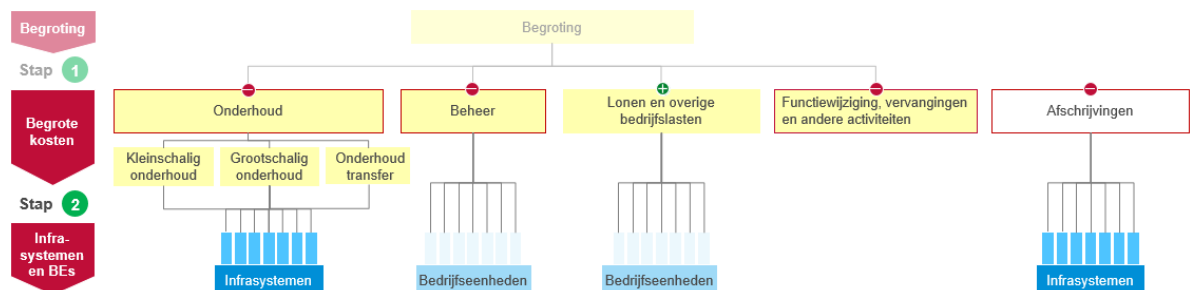 Begroting
Begroting
Stap 1
Begrote
kosten
Onderhoud
Beheer
Lonen en overige
bedrijfslasten
Functiewijziging, vervangingen
en andere activiteiten
Afschrijvingen
Kleinschalig
onderhoud
Grootschalig
onderhoud
Onderhoud
transfer
Stap 2
Infra-
systemen
en BEs
Infrasystemen
Bedrijfseenheden
Bedrijfseenheden
Infrasystemen